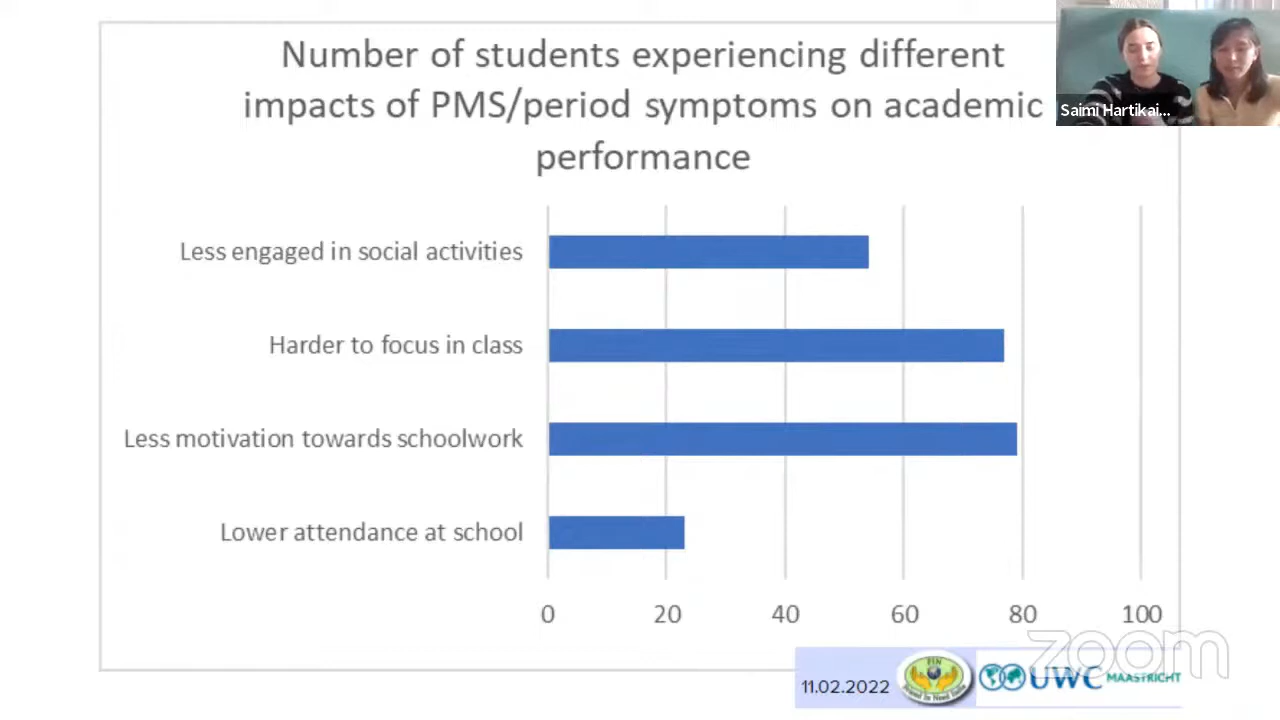 Number of students experiencing different
impacts of PMS/period symptoms on academic
performance
Saimi Hartikai...
Less engaged in social activities
Harder to focus in class
Less motivation towards schoolwork
Lower attendance at school
0 20 40 60 80 100
zoom
11.02.2022
FIN
UWC MAASTRICHT